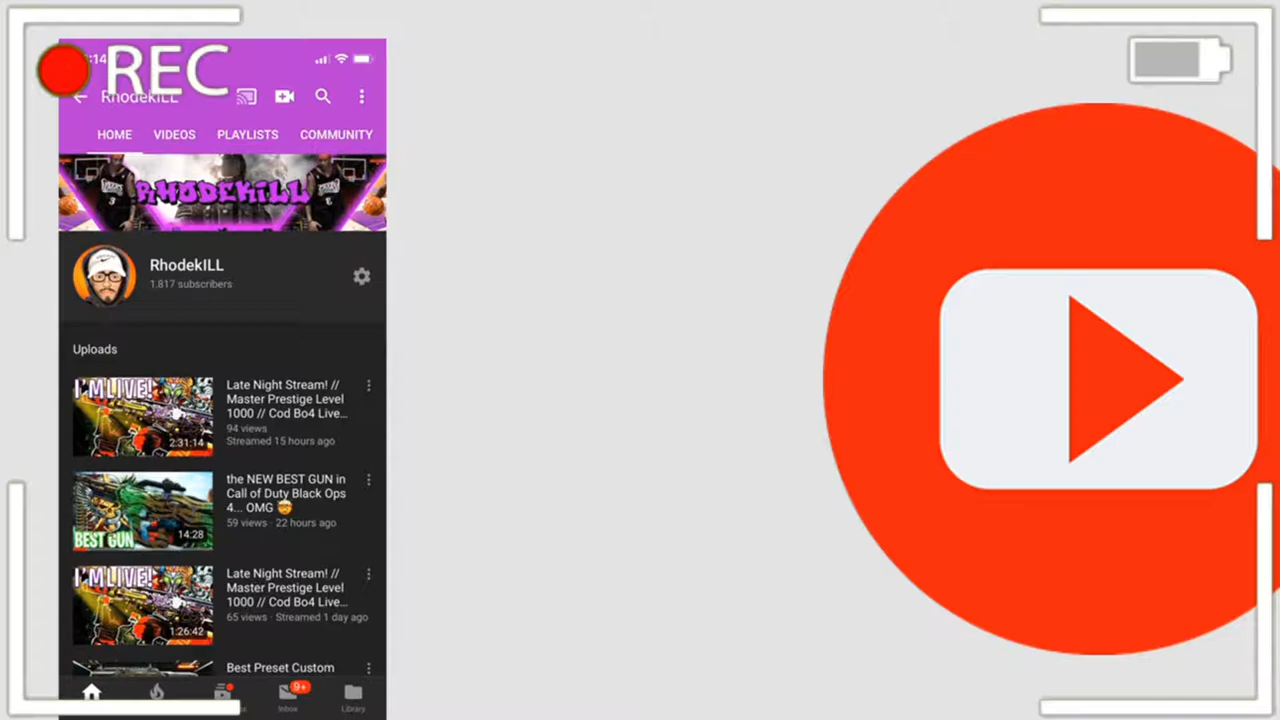 :14
REC
RhodekILL
HOME VIDEOS PLAYLISTS COMMUNITY
RHODEKILL
RhodekILL
1,817 subscribers
Uploads
I'M LIVE!
2:31:14
Late Night Stream! //
Master Prestige Level
1000 // Cod Bo4 Live...
94 views
Streamed 15 hours ago
BEST GUN
14:28
the NEW BEST GUN in
Call of Duty Black Ops
4... OMG 🤯
59 views · 22 hours ago
I'M LIVE!
1:26:42
Late Night Stream! //
Master Prestige Level
1000 // Cod Bo4 Live...
65 views · Streamed 1 day ago
Best Preset Custom
9+
Inbox
Library